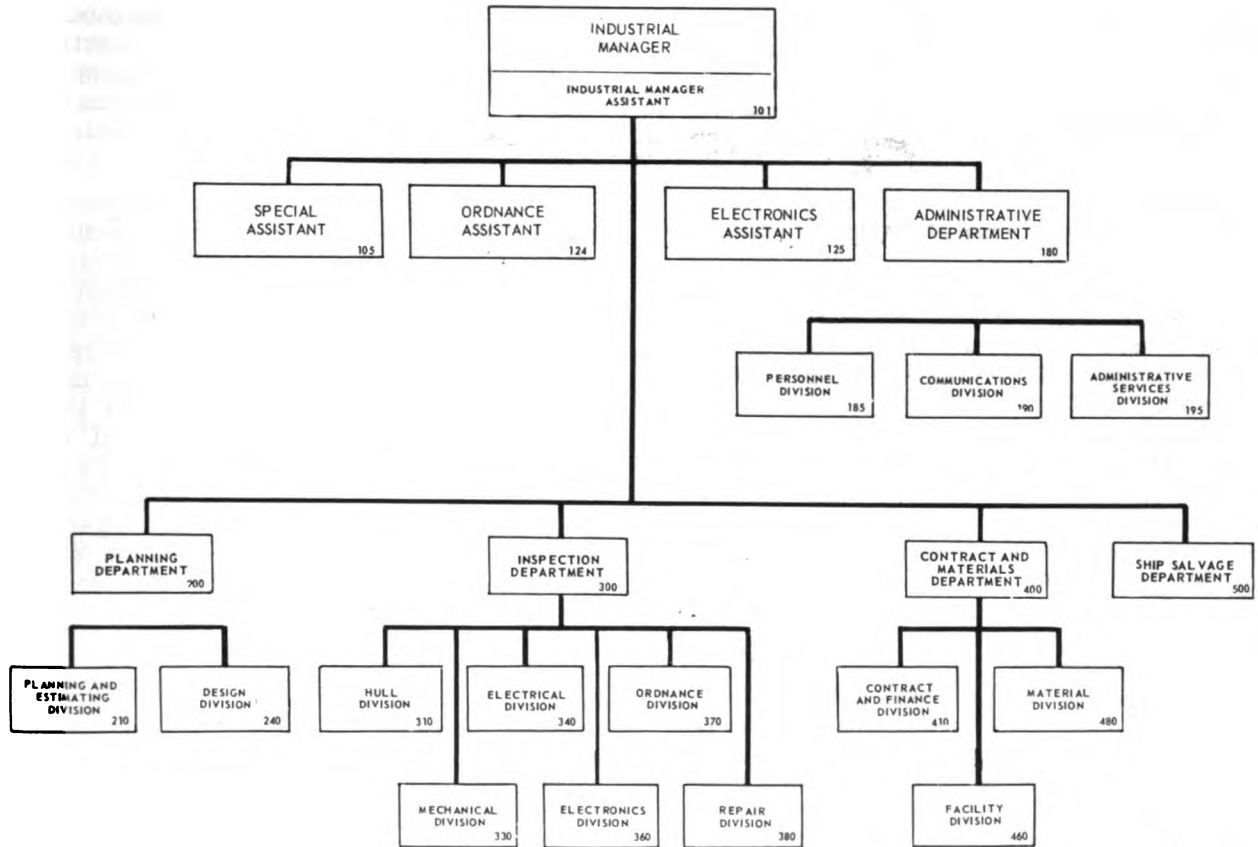 INDUSTRIAL
MANAGER
INDUSTRIAL MANAGER
ASSISTANT
101
SPECIAL
ASSISTANT
105
ORDNANCE
ASSISTANT
124
ELECTRONICS
ASSISTANT
125
ADMINISTRATIVE
DEPARTMENT
180
PERSONNEL
DIVISION
185
COMMUNICATIONS
DIVISION
190
ADMINISTRATIVE
SERVICES
DIVISION
195
PLANNING
DEPARTMENT
200
INSPECTION
DEPARTMENT
300
CONTRACT AND
MATERIALS
DEPARTMENT
400
SHIP SALVAGE
DEPARTMENT
500
PLANNING AND
ESTIMATING
DIVISION
210
DESIGN
DIVISION
240
HULL
DIVISION
310
ELECTRICAL
DIVISION
340
ORDNANCE
DIVISION
370
CONTRACT
AND FINANCE
DIVISION
410
MATERIAL
DIVISION
480
MECHANICAL
DIVISION
330
ELECTRONICS
DIVISION
360
REPAIR
DIVISION
380
FACILITY
DIVISION
460